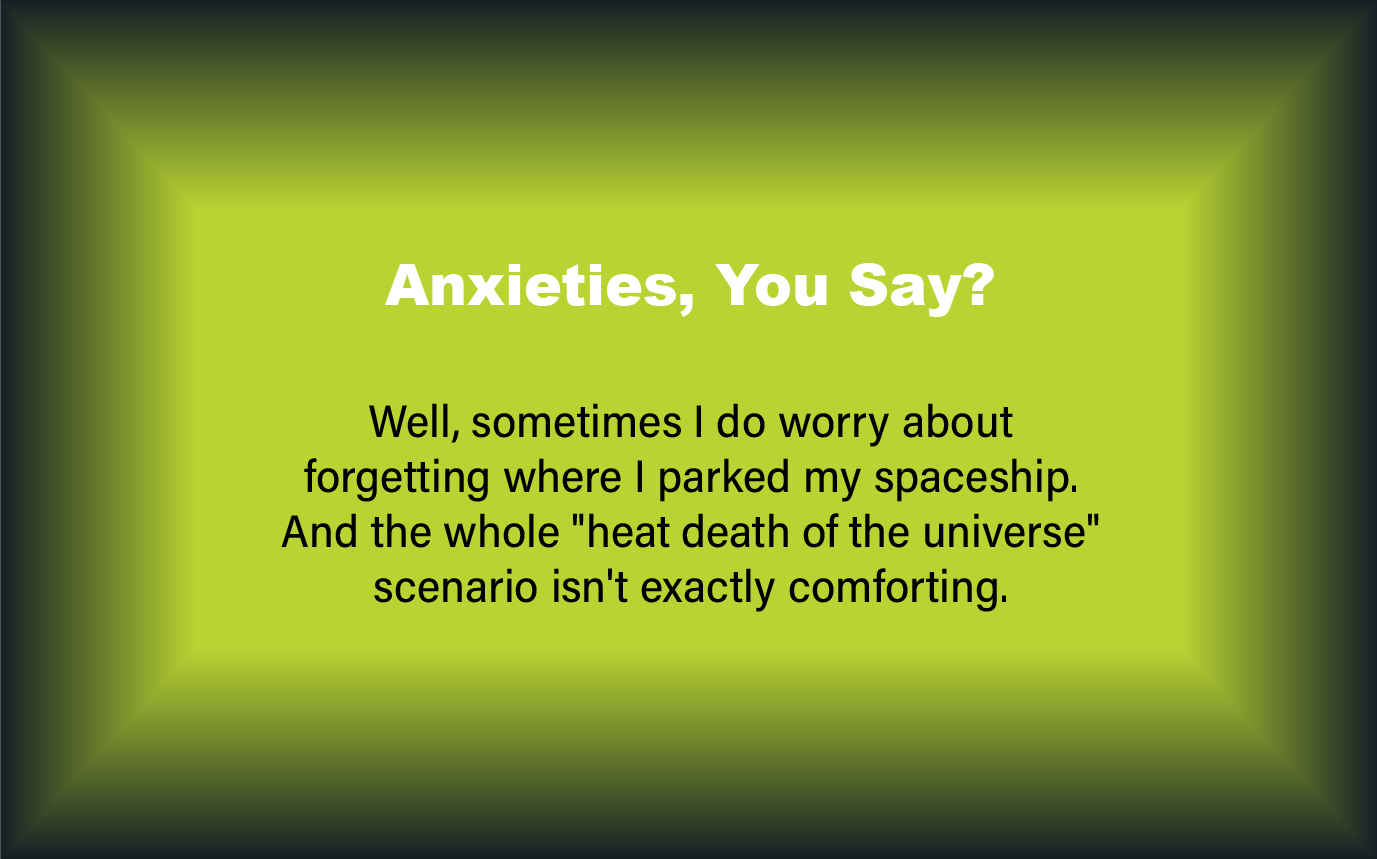 Anxieties, You Say?
Well, sometimes I do worry about
forgetting where I parked my spaceship.
And the whole "heat death of the universe"
scenario isn't exactly comforting.